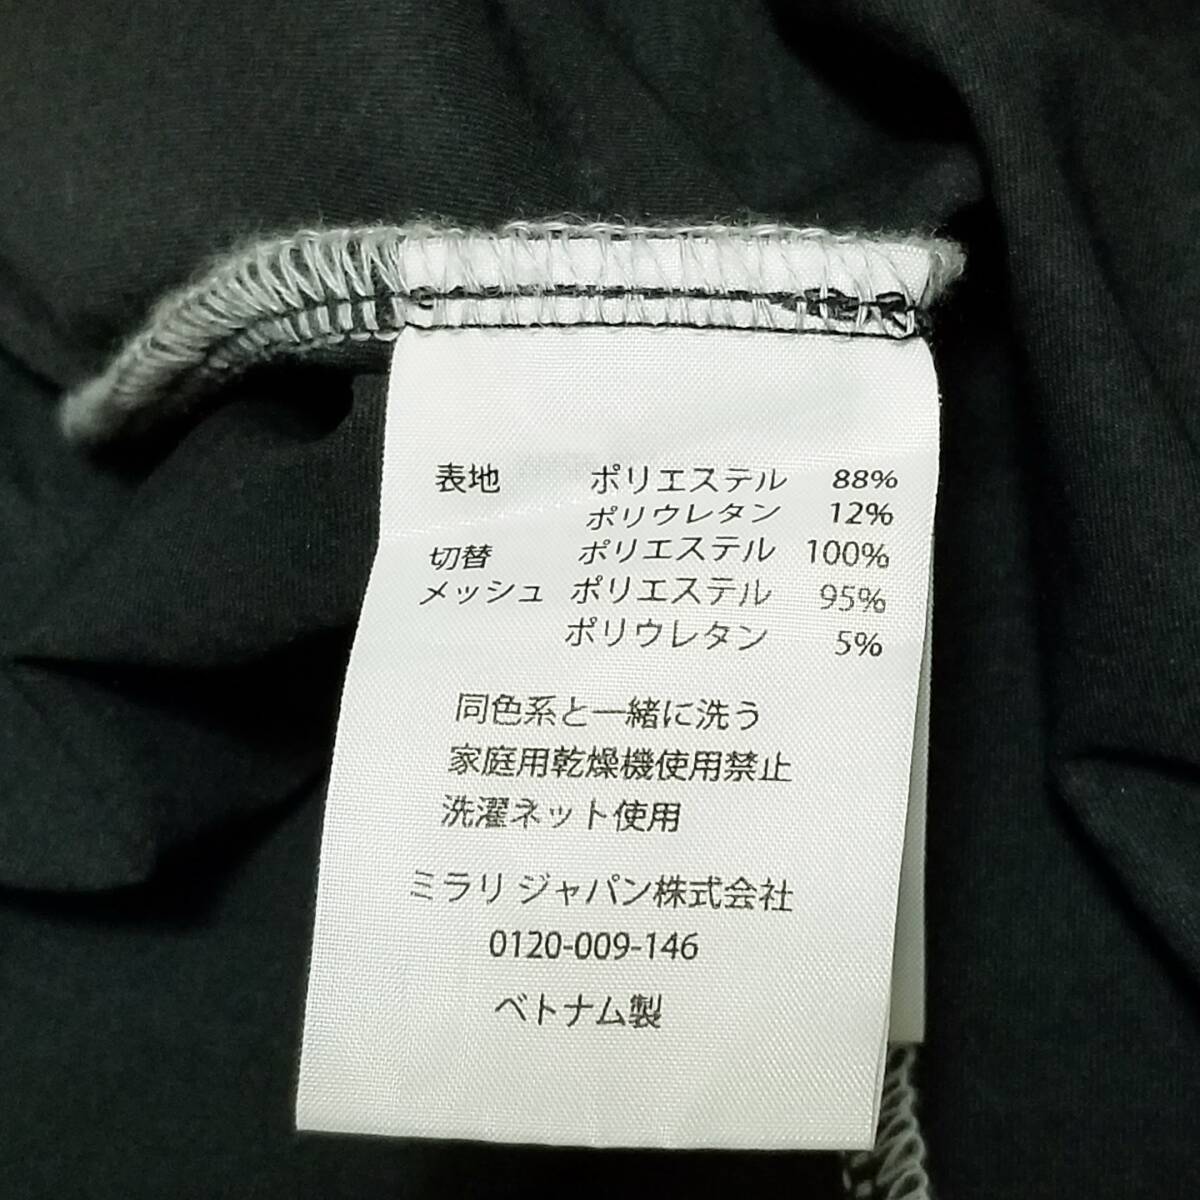 表地 ポリエステル 88%
ポリウレタン 12%
切替 ポリエステル 100%
メッシュ ポリエステル 95%
ポリウレタン 5%
同色系と一緒に洗う
家庭用乾燥機使用禁止
洗濯ネット使用
ミラリ ジャパン株式会社
0120-009-146
ベトナム製